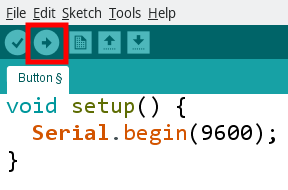 File Edit Sketch Tools Help
Button §
void setup() {
  Serial.begin(9600);
}